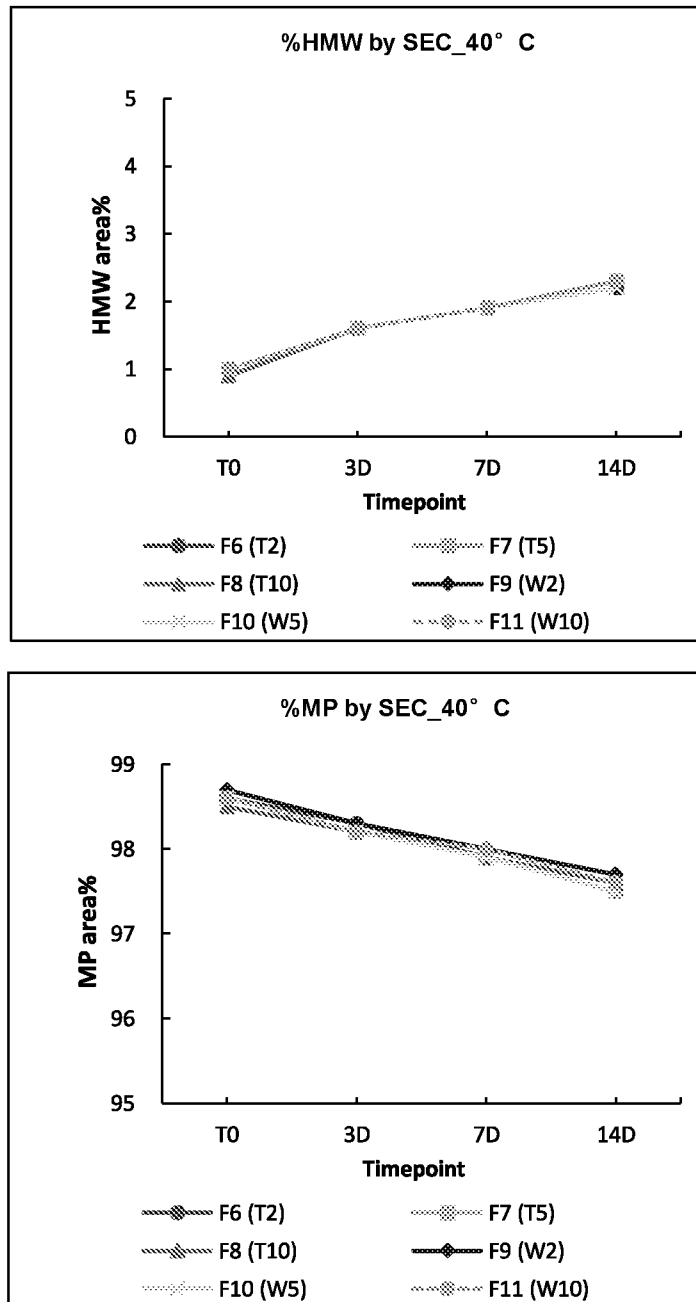 %HMW by SEC_40° C
5
4
3
2
1
0
HMW area%
T0 3D 7D 14D
Timepoint
F6 (T2) F7 (T5)
F8 (T10) F9 (W2)
F10 (W5) F11 (W10)
%MP by SEC_40° C
99
98
97
96
95
MP area%
T0 3D 7D 14D
Timepoint
F6 (T2) F7 (T5)
F8 (T10) F9 (W2)
F10 (W5) F11 (W10)